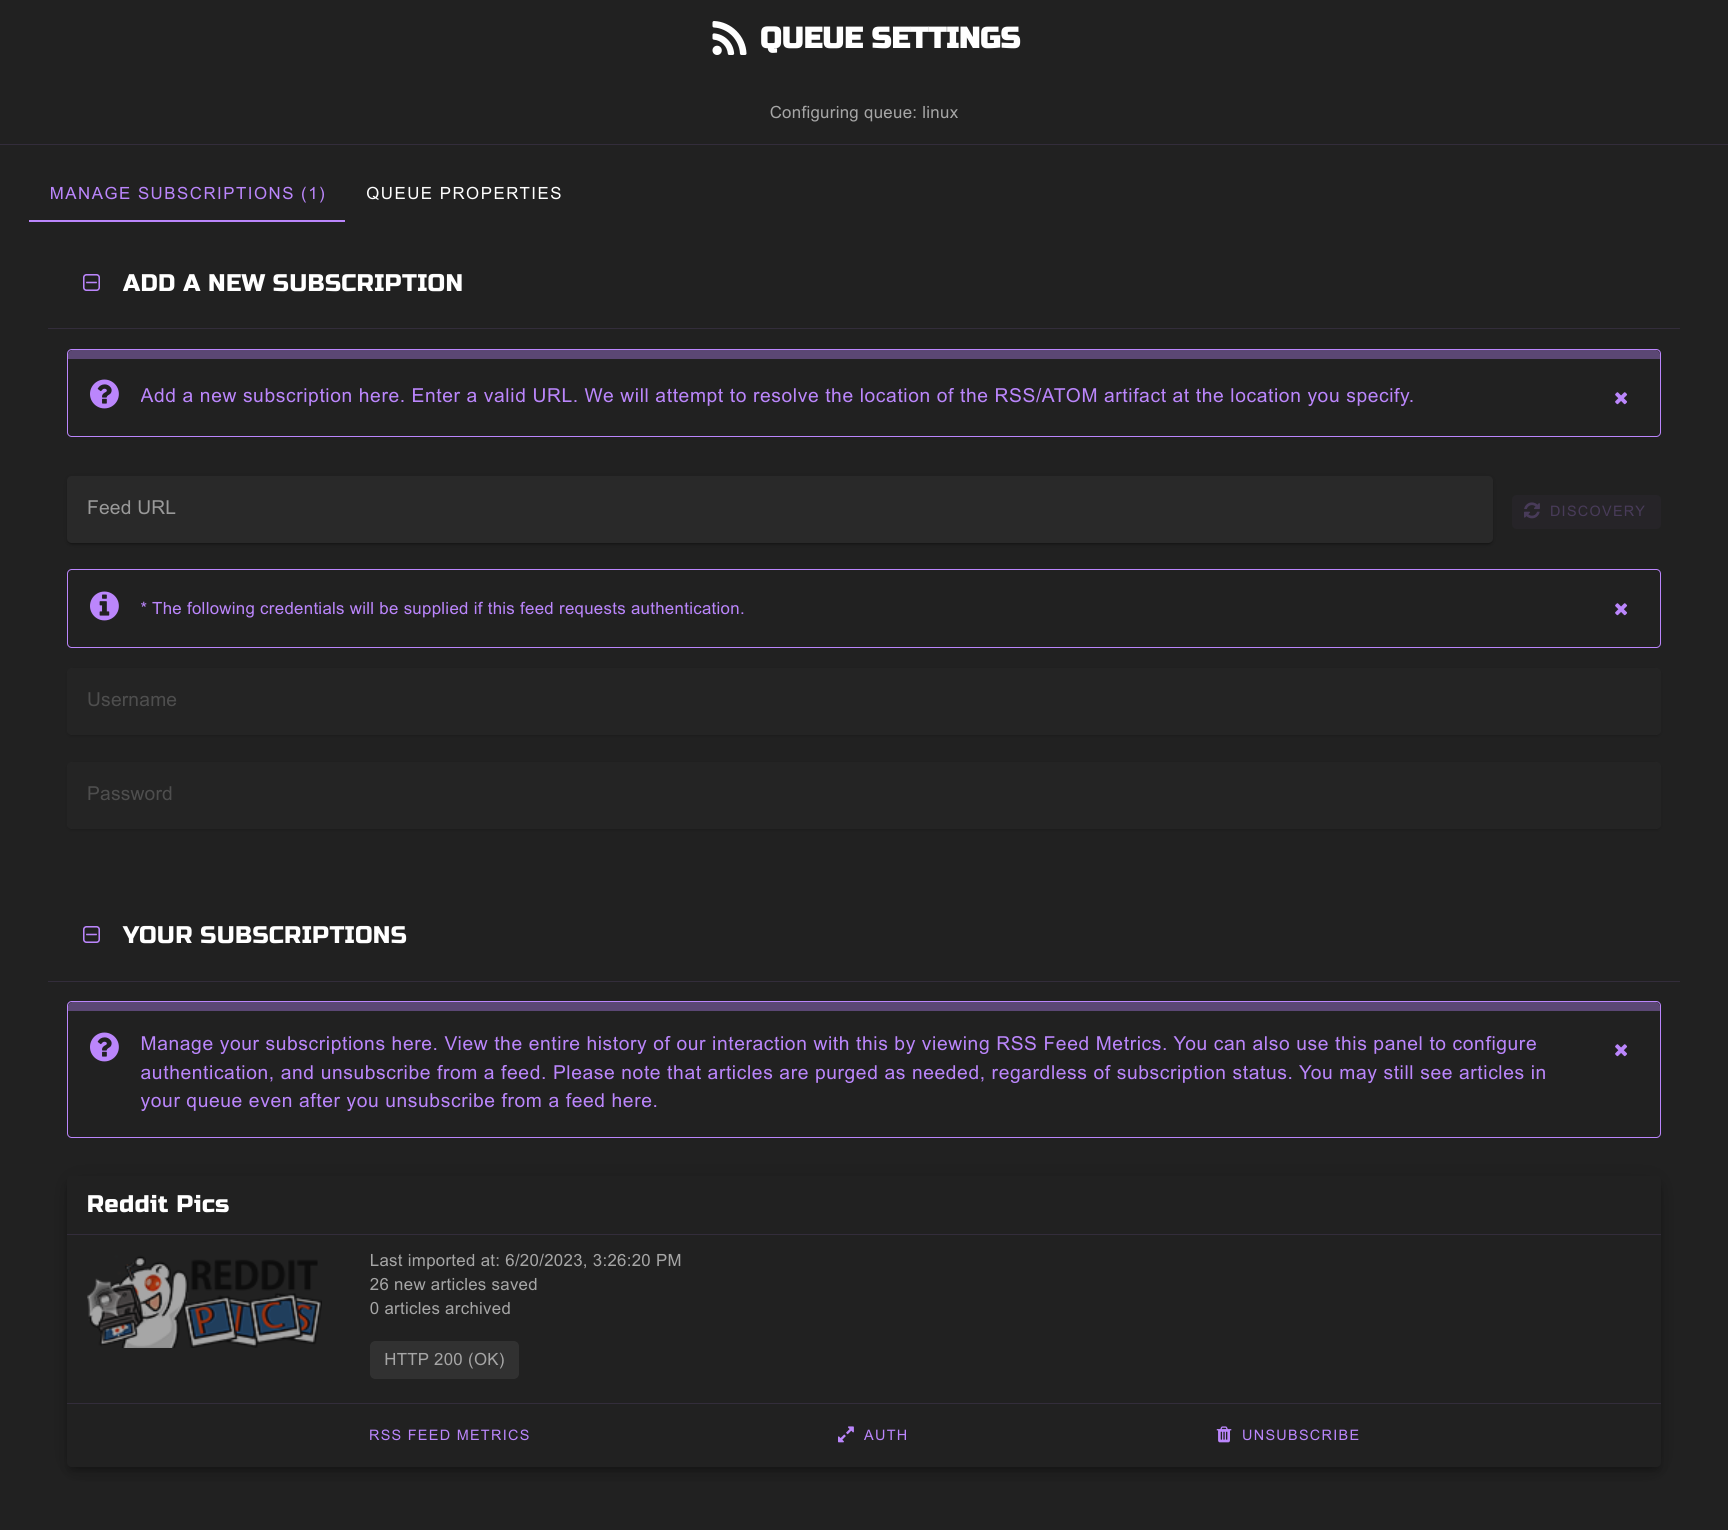 QUEUE SETTINGS
Configuring queue: linux
MANAGE SUBSCRIPTIONS (1)
QUEUE PROPERTIES
ADD A NEW SUBSCRIPTION
Add a new subscription here. Enter a valid URL. We will attempt to resolve the location of the RSS/ATOM artifact at the location you specify.
Feed URL
DISCOVERY
* The following credentials will be supplied if this feed requests authentication.
Username
Password
YOUR SUBSCRIPTIONS
Manage your subscriptions here. View the entire history of our interaction with this by viewing RSS Feed Metrics. You can also use this panel to configure
authentication, and unsubscribe from a feed. Please note that articles are purged as needed, regardless of subscription status. You may still see articles in
your queue even after you unsubscribe from a feed here.
Reddit Pics
REDDIT
PICS
Last imported at: 6/20/2023, 3:26:20 PM
26 new articles saved
0 articles archived
HTTP 200 (OK)
RSS FEED METRICS
AUTH
UNSUBSCRIBE